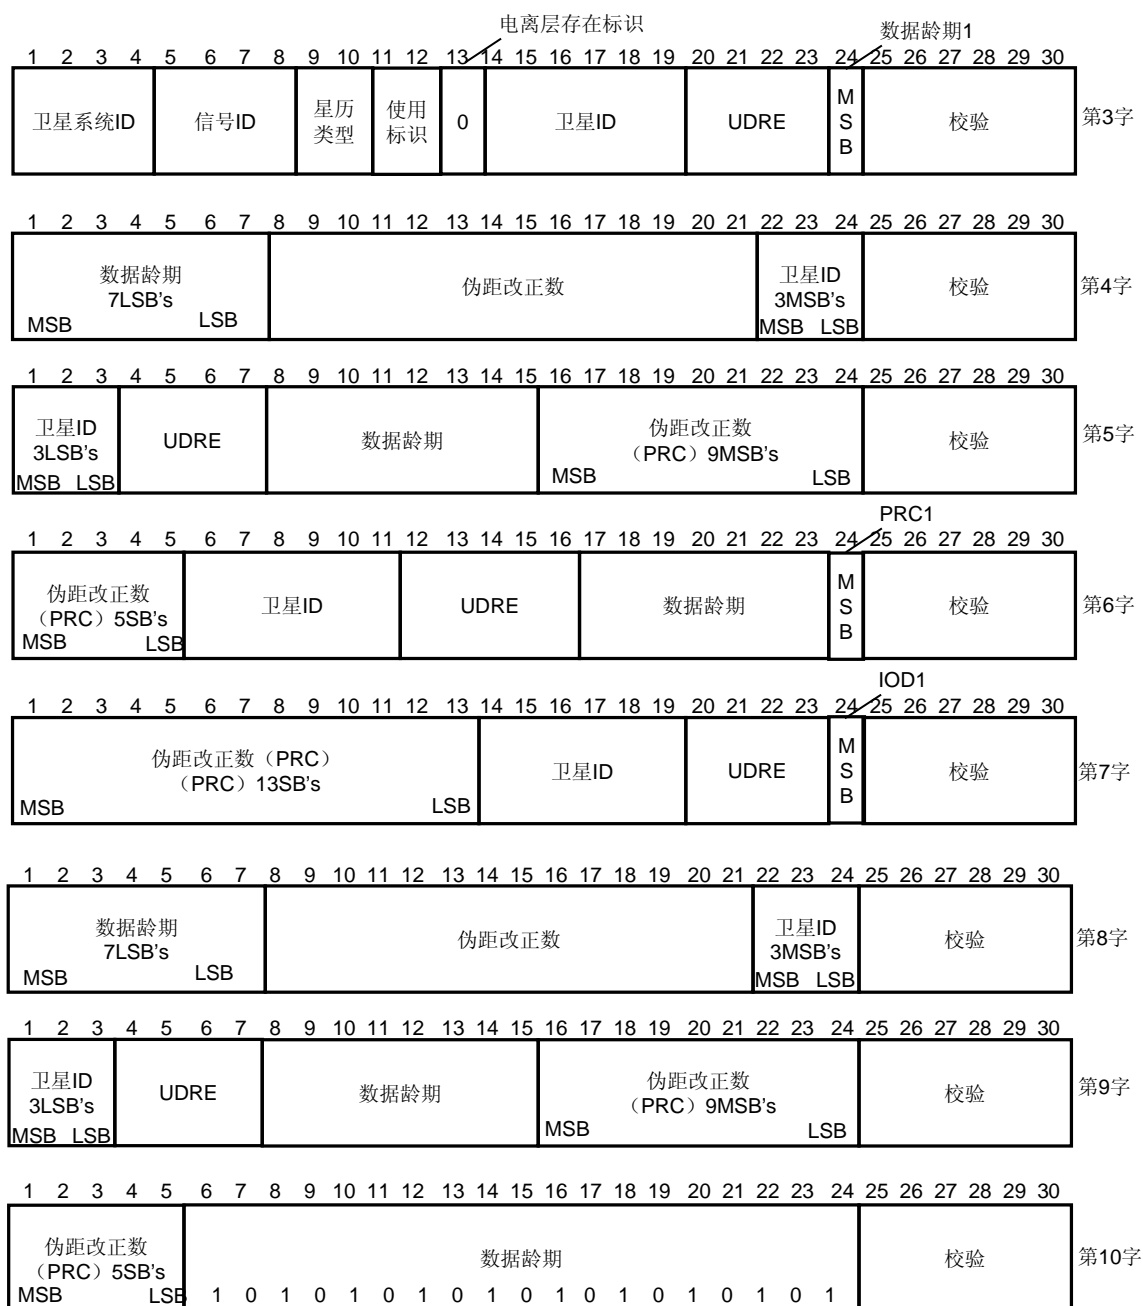 电离层存在标识
数据龄期1
1 2 3 4 5 6 7 8 9 10 11 12 13 14 15 16 17 18 19 20 21 22 23 24 25 26 27 28 29 30
卫星系统ID 信号ID 星历类型 使用标识 0 卫星ID UDRE MSB 校验 第3字
1 2 3 4 5 6 7 8 9 10 11 12 13 14 15 16 17 18 19 20 21 22 23 24 25 26 27 28 29 30
数据龄期 伪距改正数 卫星ID 校验 第4字
7LSB's 3MSB's
MSB LSB MSB LSB
1 2 3 4 5 6 7 8 9 10 11 12 13 14 15 16 17 18 19 20 21 22 23 24 25 26 27 28 29 30
卫星ID UDRE 数据龄期 伪距改正数 校验 第5字
3LSB's （PRC）9MSB's
MSB LSB MSB LSB
PRC1
1 2 3 4 5 6 7 8 9 10 11 12 13 14 15 16 17 18 19 20 21 22 23 24 25 26 27 28 29 30
伪距改正数 卫星ID UDRE 数据龄期 MSB 校验 第6字
（PRC）5SB's
MSB LSB
IOD1
1 2 3 4 5 6 7 8 9 10 11 12 13 14 15 16 17 18 19 20 21 22 23 24 25 26 27 28 29 30
伪距改正数（PRC） 卫星ID UDRE MSB 校验 第7字
（PRC）13SB's
MSB LSB
1 2 3 4 5 6 7 8 9 10 11 12 13 14 15 16 17 18 19 20 21 22 23 24 25 26 27 28 29 30
数据龄期 伪距改正数 卫星ID 校验 第8字
7LSB's 3MSB's
MSB LSB MSB LSB
1 2 3 4 5 6 7 8 9 10 11 12 13 14 15 16 17 18 19 20 21 22 23 24 25 26 27 28 29 30
卫星ID UDRE 数据龄期 伪距改正数 校验 第9字
3LSB's （PRC）9MSB's
MSB LSB MSB LSB
1 2 3 4 5 6 7 8 9 10 11 12 13 14 15 16 17 18 19 20 21 22 23 24 25 26 27 28 29 30
伪距改正数 数据龄期 校验 第10字
（PRC）5SB's
MSB LSB 1 0 1 0 1 0 1 0 1 0 1 0 1 0 1 0 1 0 1